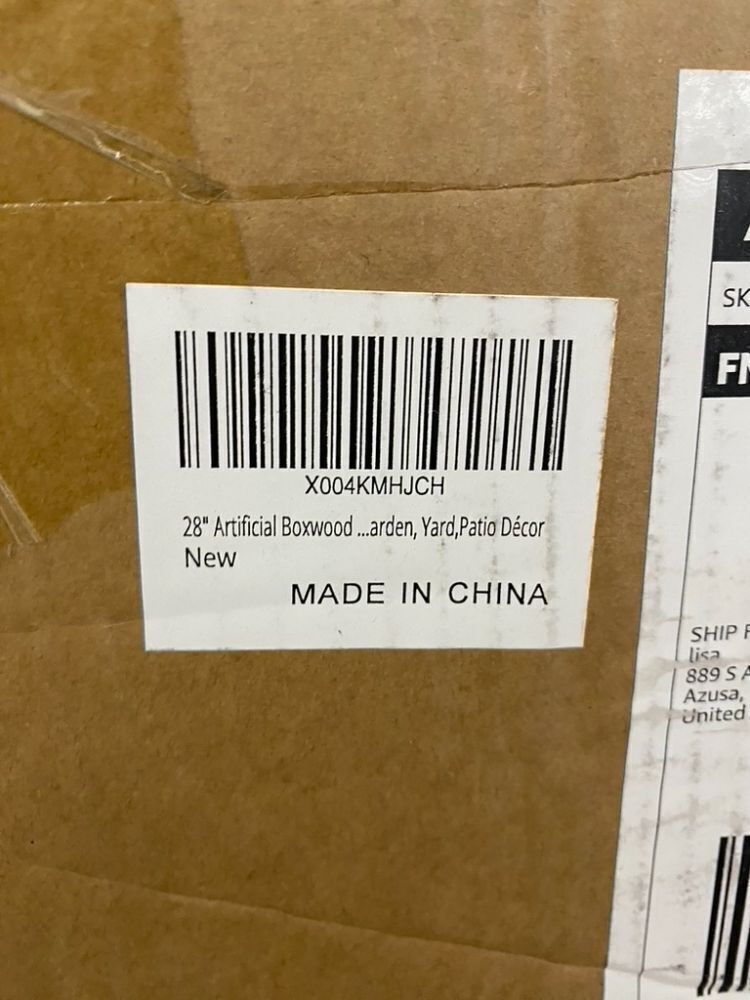 X004KMHJCH
28" Artificial Boxwood ...arden, Yard,Patio Décor
New
MADE IN CHINA
SK
FN
SHIP
lisa
889 S
Azusa,
United